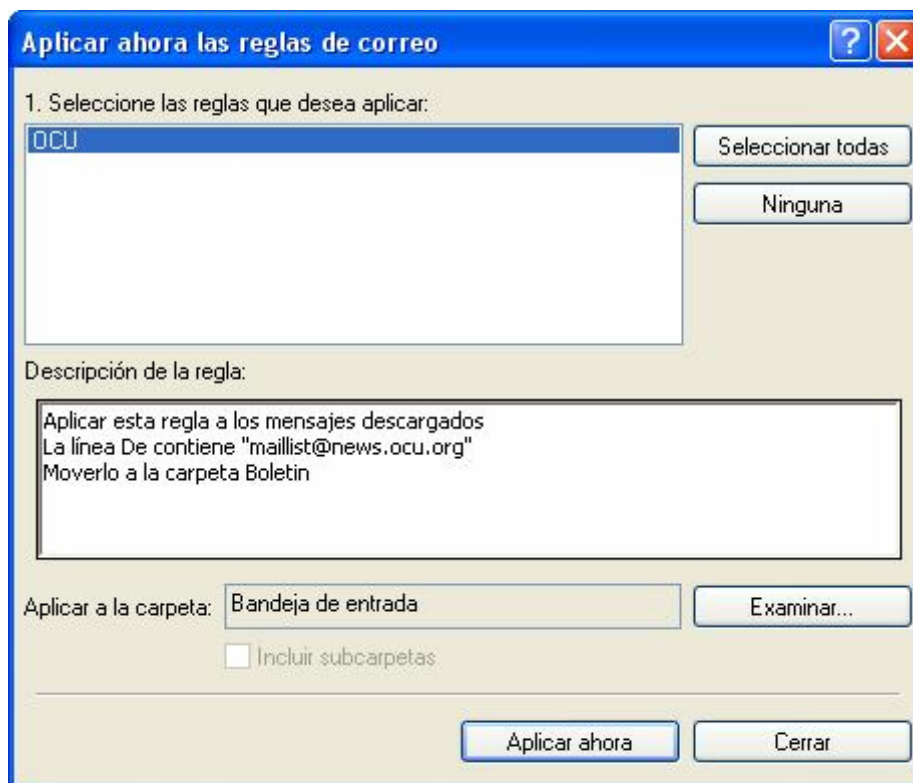 Aplicar ahora las reglas de correo
1. Seleccione las reglas que desea aplicar:
OCU
Seleccionar todas
Ninguna
Descripción de la regla:
Aplicar esta regla a los mensajes descargados
La línea De contiene "maillist@news.ocu.org"
Moverlo a la carpeta Boletin
Aplicar a la carpeta:
Bandeja de entrada
Examinar...
Incluir subcarpetas
Aplicar ahora
Cerrar